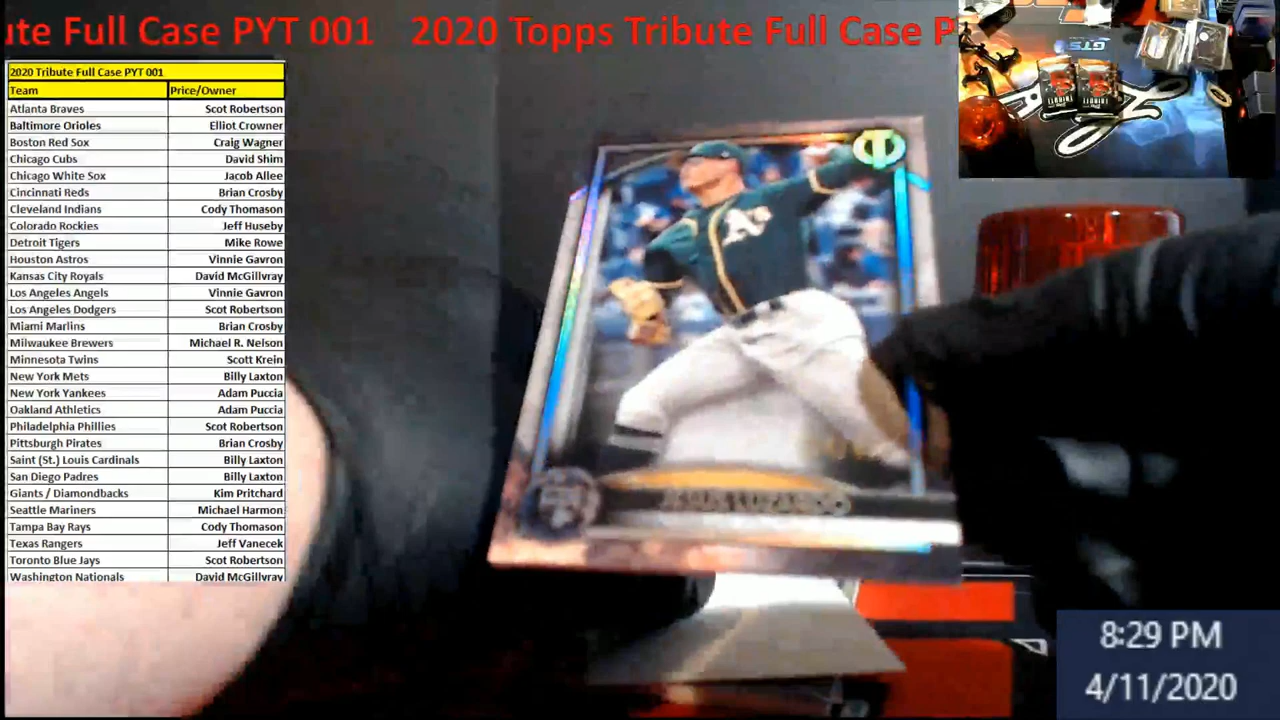 ute Full Case PYT 001 2020 Topps Tribute Full Case P
2020 Tribute Full Case PYT 001
Team Price/Owner
Atlanta Braves Scot Robertson
Baltimore Orioles Elliot Crowner
Boston Red Sox Craig Wagner
Chicago Cubs David Shim
Chicago White Sox Jacob Allee
Cincinnati Reds Brian Crosby
Cleveland Indians Cody Thomason
Colorado Rockies Jeff Huseby
Detroit Tigers Mike Rowe
Houston Astros Vinnie Gavron
Kansas City Royals David McGillvray
Los Angeles Angels Vinnie Gavron
Los Angeles Dodgers Scot Robertson
Miami Marlins Brian Crosby
Milwaukee Brewers Michael R. Nelson
Minnesota Twins Scott Krein
New York Mets Billy Laxton
New York Yankees Adam Puccia
Oakland Athletics Adam Puccia
Philadelphia Phillies Scot Robertson
Pittsburgh Pirates Brian Crosby
Saint (St.) Louis Cardinals Billy Laxton
San Diego Padres Billy Laxton
Giants / Diamondbacks Kim Pritchard
Seattle Mariners Michael Harmon
Tampa Bay Rays Cody Thomason
Texas Rangers Jeff Vanecek
Toronto Blue Jays Scot Robertson
Washington Nationals David McGillvray
A's
JESUS LUZARDO
GTS
8:29 PM
4/11/2020